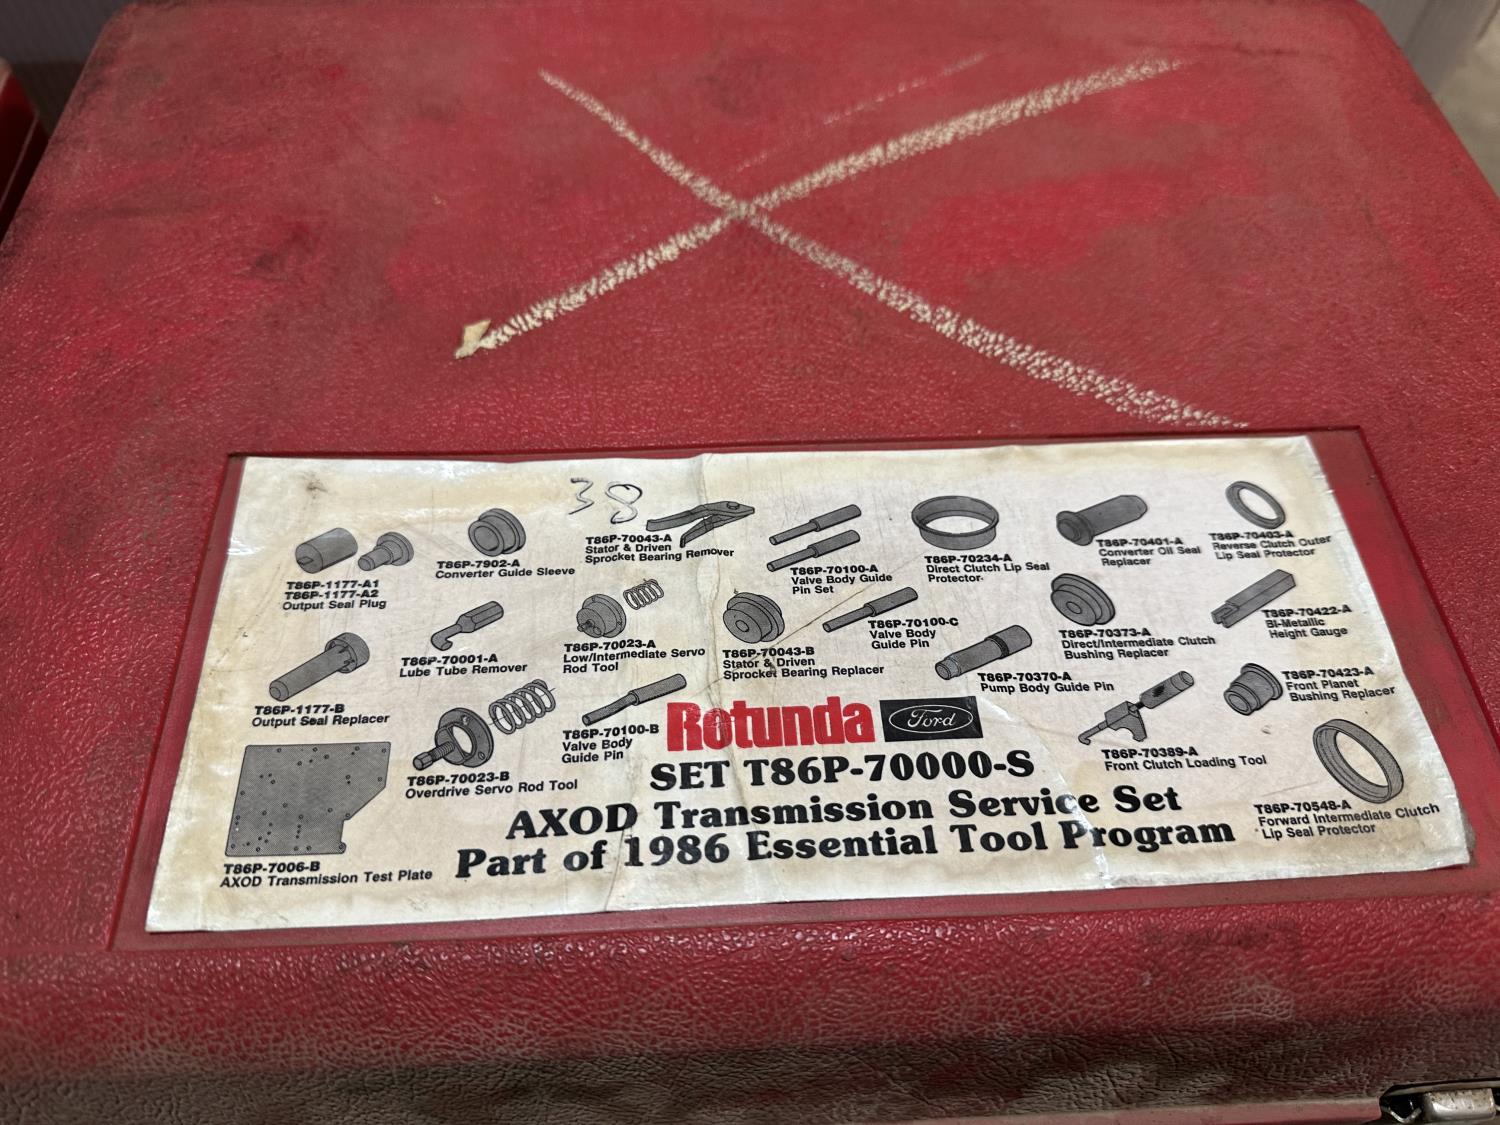 38
T86P-1177-A1
T86P-1177-A2
Output Seal Plug
T86P-7902-A
Converter Guide Sleeve
T86P-70043-A
Stator & Driven
Sprocket Bearing Remover
T86P-70100-A
Valve Body Guide
Pin Set
T86P-70234-A
Direct Clutch Lip Seal
Protector
T86P-70401-A
Converter Oil Seal
Replacer
T86P-70403-A
Reverse Clutch Outer
Lip Seal Protector
T86P-1177-B
Output Seal Replacer
T86P-70001-A
Lube Tube Remover
T86P-70023-A
Low/Intermediate Servo
Rod Tool
T86P-70043-B
Stator & Driven
Sprocket Bearing Replacer
T86P-70100-C
Valve Body
Guide Pin
T86P-70370-A
Pump Body Guide Pin
T86P-70373-A
Direct/Intermediate Clutch
Bushing Replacer
T86P-70422-A
Bi-Metallic
Height Gauge
T86P-7006-B
AXOD Transmission Test Plate
T86P-70023-B
Overdrive Servo Rod Tool
T86P-70100-B
Valve Body
Guide Pin
T86P-70389-A
Front Clutch Loading Tool
T86P-70423-A
Front Planet
Bushing Replacer
T86P-70548-A
Forward Intermediate Clutch
Lip Seal Protector
Rotunda Ford
SET T86P-70000-S
AXOD Transmission Service Set
Part of 1986 Essential Tool Program